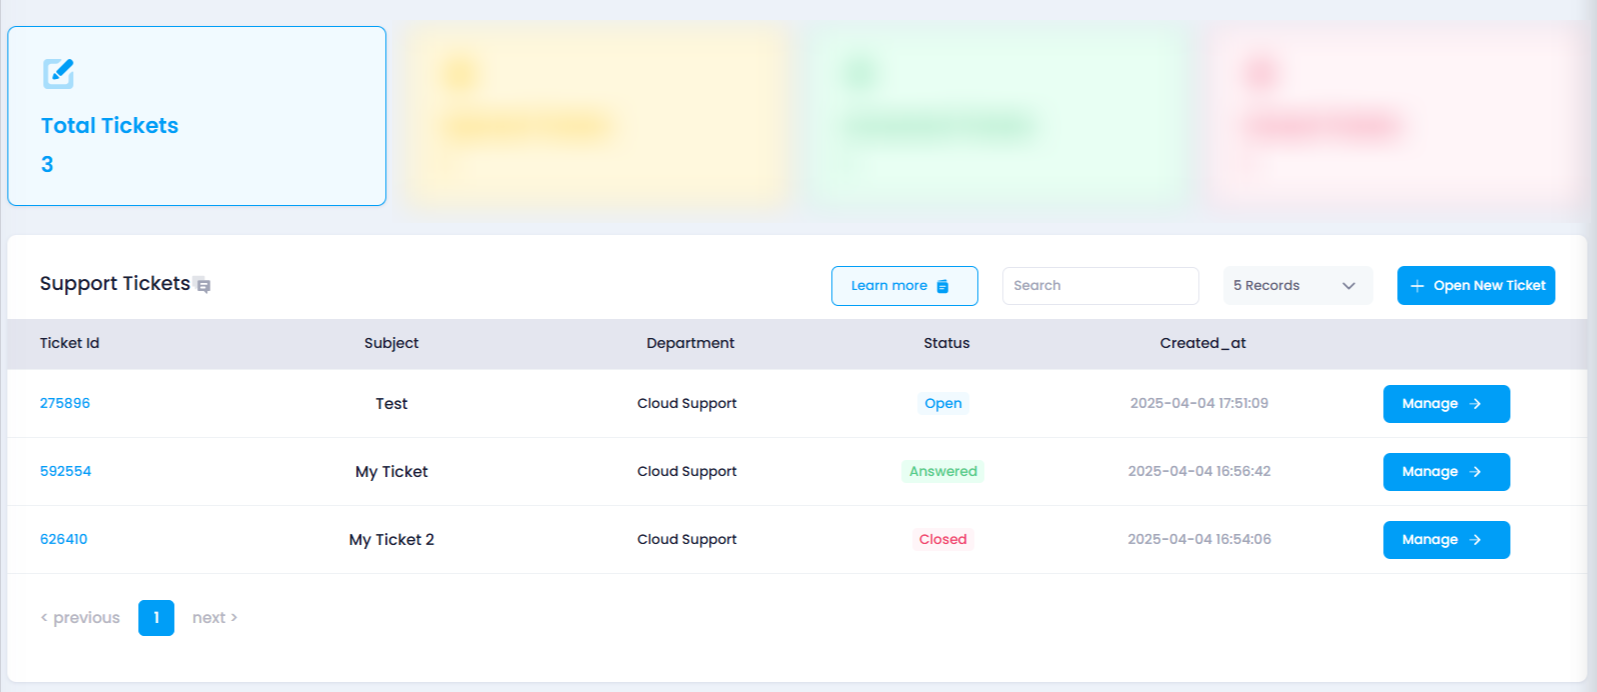 Total Tickets
3
Support Tickets
Learn more
Search
5 Records
+ Open New Ticket
Ticket Id Subject Department Status Created_at
275896 Test Cloud Support Open 2025-04-04 17:51:09 Manage →
592554 My Ticket Cloud Support Answered 2025-04-04 16:56:42 Manage →
626410 My Ticket 2 Cloud Support Closed 2025-04-04 16:54:06 Manage →
< previous 1 next >